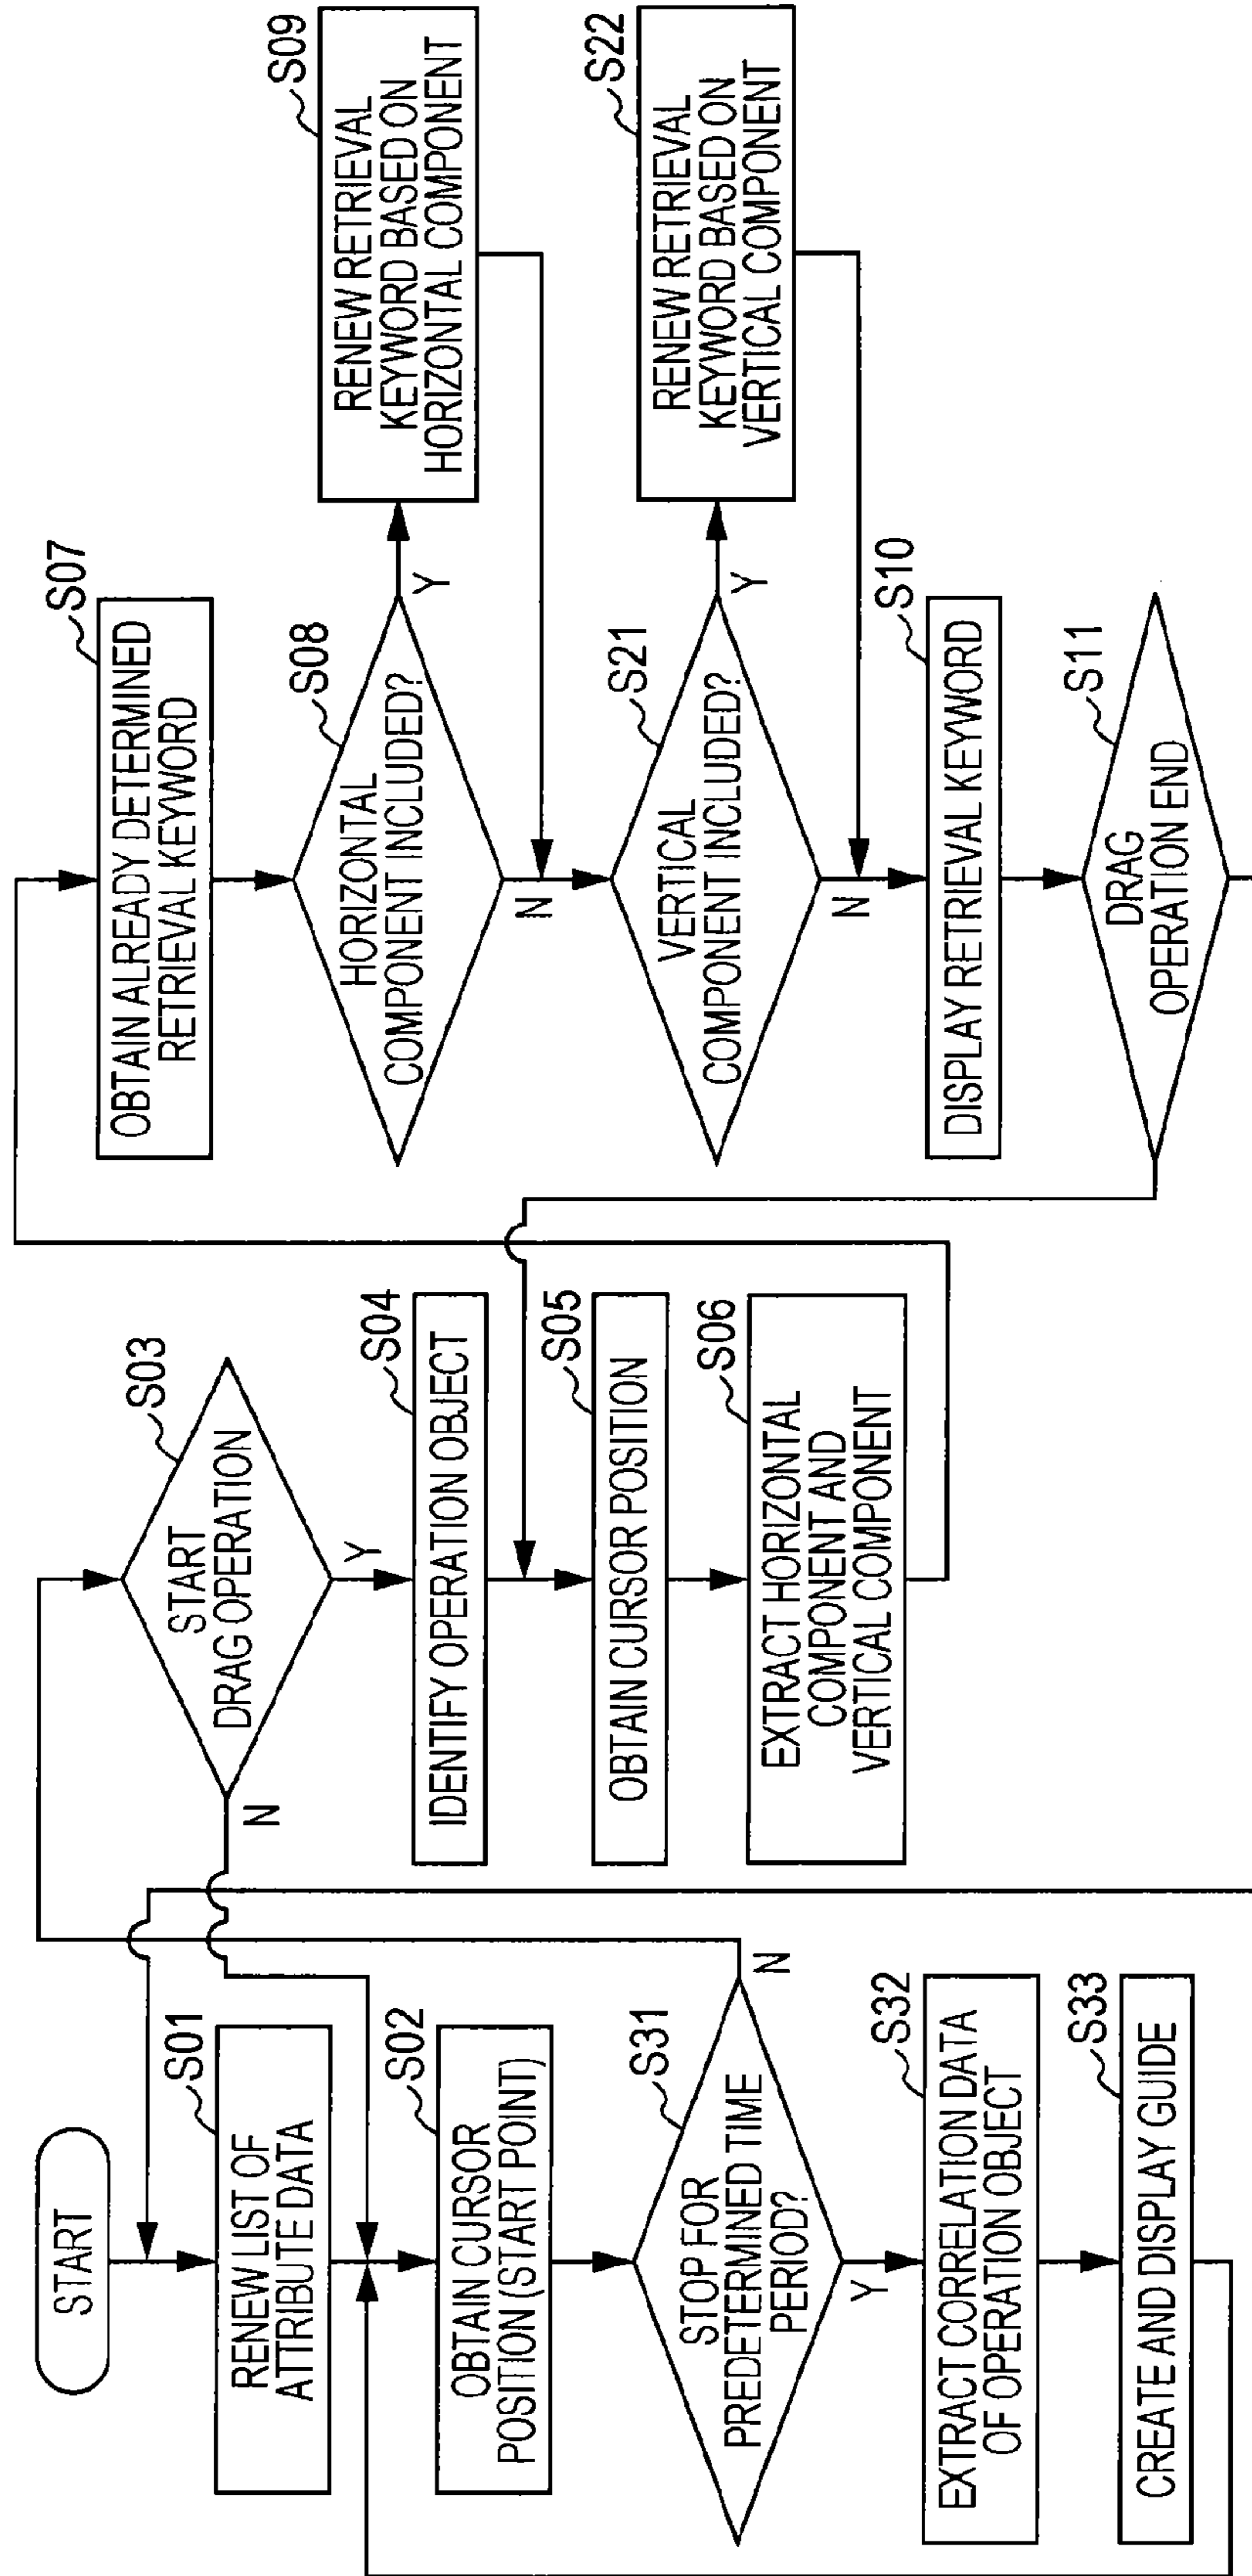 START
S01
RENEW LIST OF
ATTRIBUTE DATA
S02
OBTAIN CURSOR
POSITION (START POINT)
S31
STOP FOR
PREDETERMINED TIME
PERIOD?
N
Y
S32
EXTRACT CORRELATION DATA
OF OPERATION OBJECT
S33
CREATE AND DISPLAY GUIDE
S03
START
DRAG OPERATION
N
Y
S04
IDENTIFY OPERATION OBJECT
S05
OBTAIN CURSOR POSITION
S06
EXTRACT HORIZONTAL
COMPONENT AND
VERTICAL COMPONENT
S07
OBTAIN ALREADY DETERMINED
RETRIEVAL KEYWORD
S08
HORIZONTAL
COMPONENT INCLUDED?
Y
N
S09
RENEW RETRIEVAL
KEYWORD BASED ON
HORIZONTAL COMPONENT
S21
VERTICAL
COMPONENT INCLUDED?
Y
N
S22
RENEW RETRIEVAL
KEYWORD BASED ON
VERTICAL COMPONENT
S10
DISPLAY RETRIEVAL KEYWORD
S11
DRAG
OPERATION END